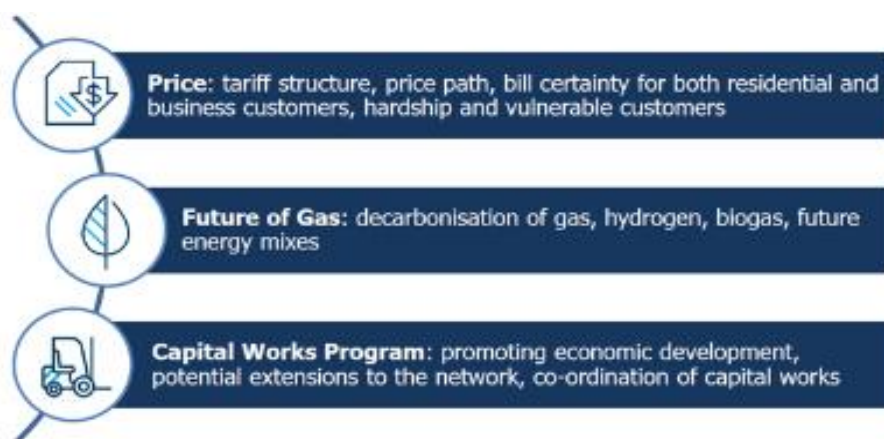 $
Price: tariff structure, price path, bill certainty for both residential and
business customers, hardship and vulnerable customers
Future of Gas: decarbonisation of gas, hydrogen, biogas, future
energy mixes
Capital Works Program: promoting economic development,
potential extensions to the network, co-ordination of capital works